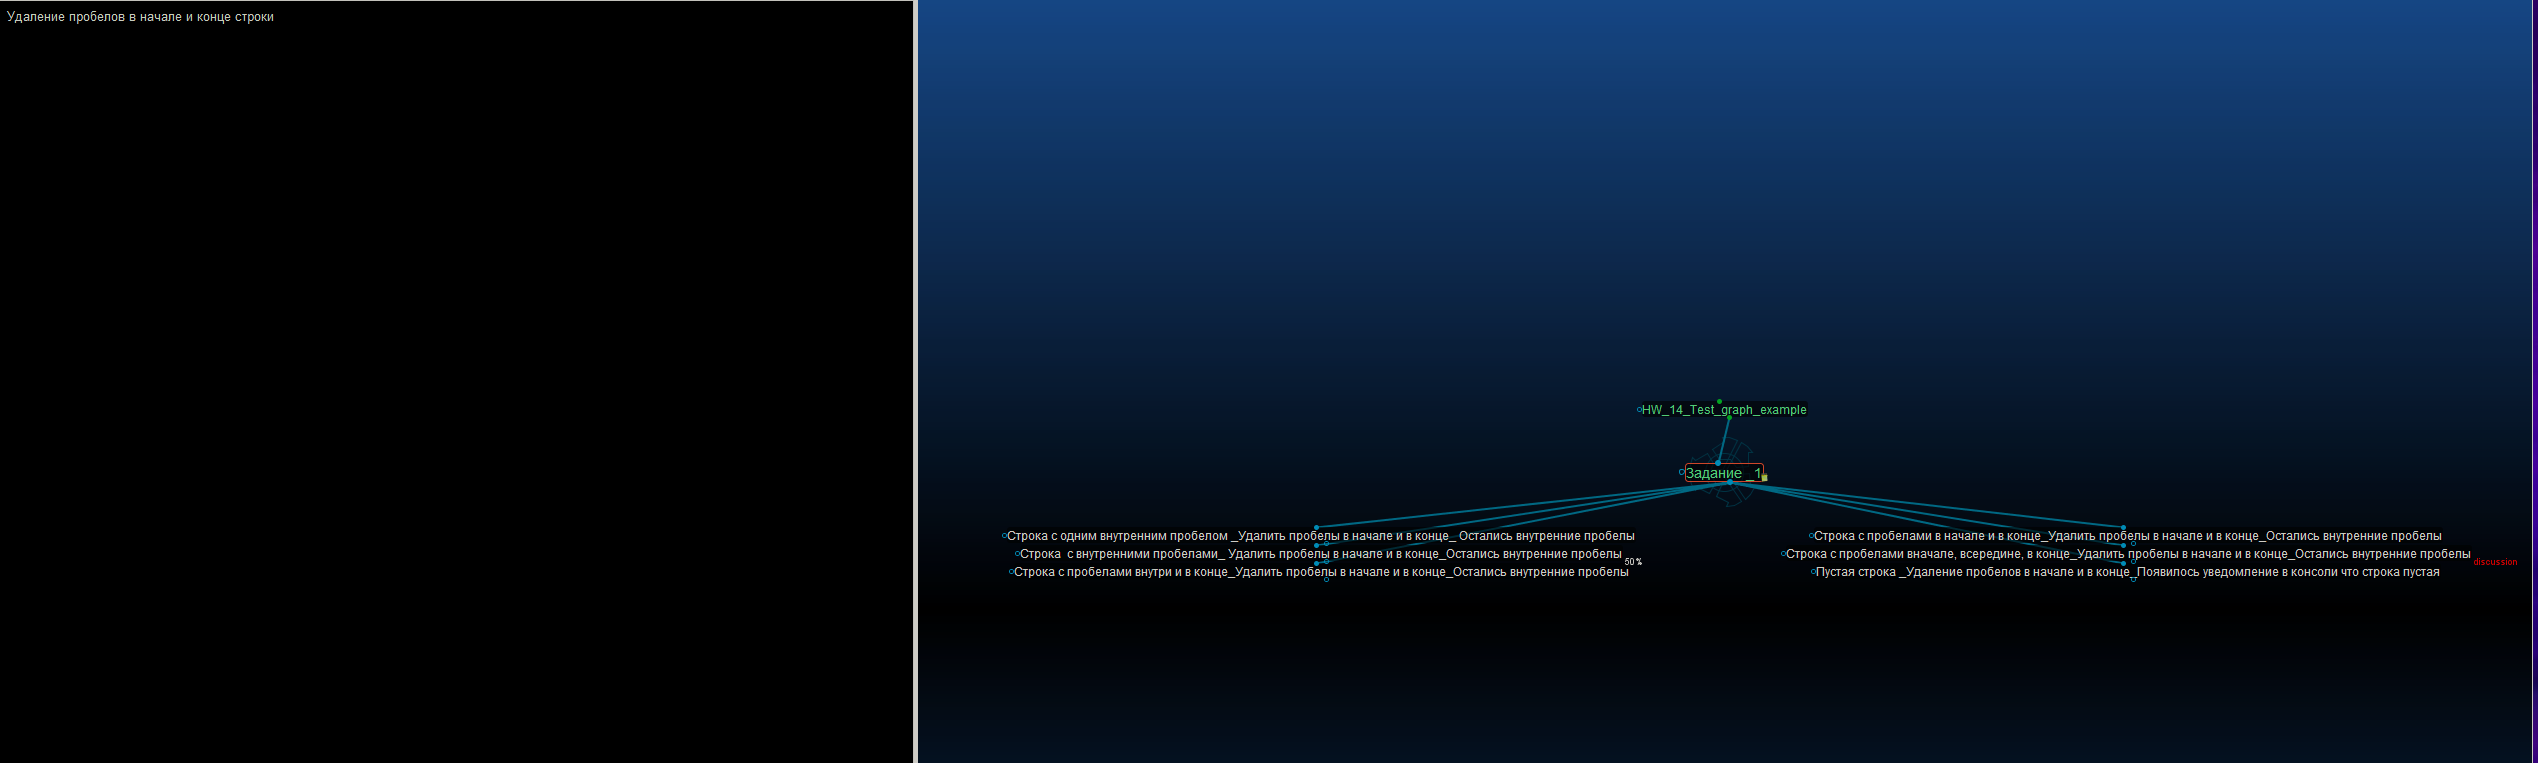 Удаление пробелов в начале и конце строки
HW_14_Test_graph_example
Задание _1
Строка с одним внутренним пробелом _Удалить пробелы в начале и в конце_ Остались внутренние пробелы
Строка  с внутренними пробелами_ Удалить пробелы в начале и в конце_Остались внутренние пробелы
50%
Строка с пробелами внутри и в конце_Удалить пробелы в начале и в конце_Остались внутренние пробелы
Строка с пробелами в начале и в конце_Удалить пробелы в начале и в конце_Остались внутренние пробелы
Строка с пробелами вначале, всередине, в конце_Удалить пробелы в начале и в конце_Остались внутренние пробелы
discussion
Пустая строка _Удаление пробелов в начале и в конце_Появилось уведомление в консоли что строка пустая